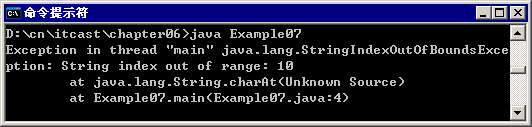 命令提示符
D:\cn\itcast\chapter06>java Example07
Exception in thread "main" java.lang.StringIndexOutOfBoundsExce
ption: String index out of range: 10
        at java.lang.String.charAt(Unknown Source)
        at Example07.main(Example07.java:4)